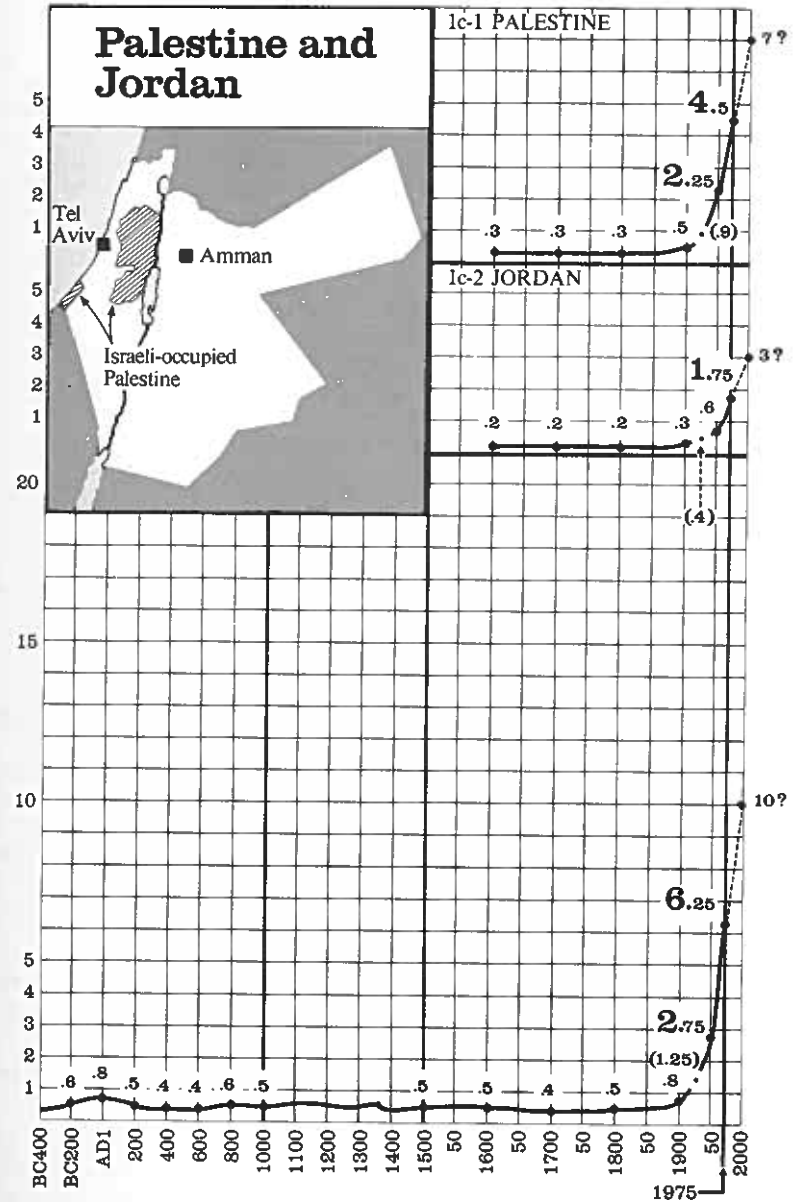 Palestine and
Jordan
1c-1 PALESTINE
7?
4.5
2.25
.3 .3 .3 .5 (.9)
5
4
3
2
1
Tel
Aviv
Amman
Israeli-occupied
Palestine
1c-2 JORDAN
3?
1.75
.6
.2 .2 .2 .3
(.4)
5
4
3
2
1
20
15
10
10?
6.25
2.75
(1.25)
5
4
3
2
1
.6 .8 .5 .4 .4 .6 .5 .5 .5 .4 .5 .8
BC400 BC200 AD1 200 400 600 800 1000 1100 1200 1300 1400 1500 50 1600 50 1700 50 1800 50 1900 50 2000
1975